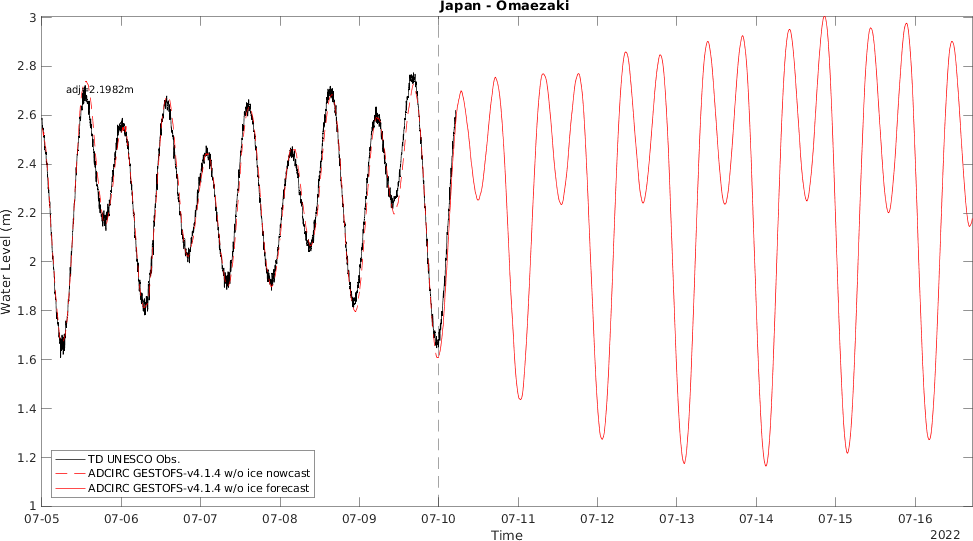 Japan - Omaezaki
3
2.8
2.6
2.4
2.2
2
1.8
1.6
1.4
1.2
1
Water Level (m)
adj:-2.1982m
TD UNESCO Obs.
ADCIRC GESTOFS-v4.1.4 w/o ice nowcast
ADCIRC GESTOFS-v4.1.4 w/o ice forecast
07-05 07-06 07-07 07-08 07-09 07-10 07-11 07-12 07-13 07-14 07-15 07-16
Time
2022